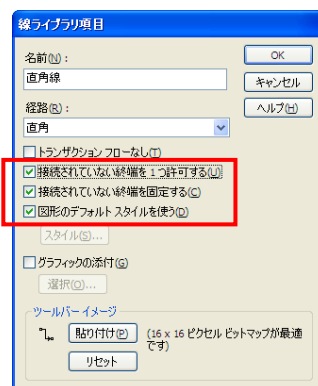 線ライブラリ項目
名前(N):
OK
直角線
キャンセル
経路(R):
ヘルプ(H)
直角
トランザクション フローなし(T)
接続されていない終端を 1 つ許可する(U)
接続されていない終端を固定する(C)
図形のデフォルト スタイルを使う(D)
スタイル(S)...
グラフィックの添付(G)
選択(O)...
ツールバー イメージ
貼り付け(P)
(16 x 16 ピクセル ビットマップが最適
です)
リセット